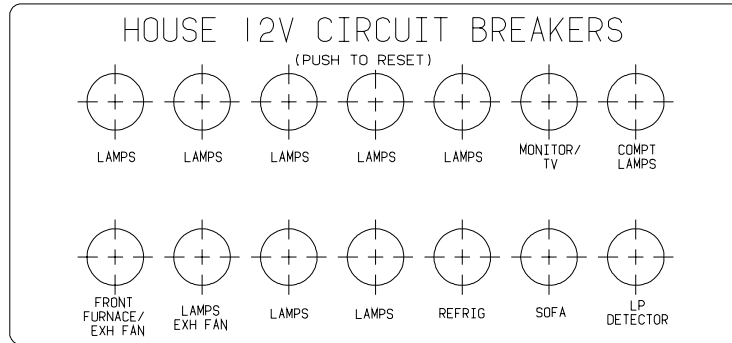 HOUSE 12V CIRCUIT BREAKERS
(PUSH TO RESET)
LAMPS LAMPS LAMPS LAMPS LAMPS MONITOR/ TV COMPT LAMPS
FRONT FURNACE/ EXH FAN LAMPS EXH FAN LAMPS LAMPS REFRIG SOFA LP DETECTOR